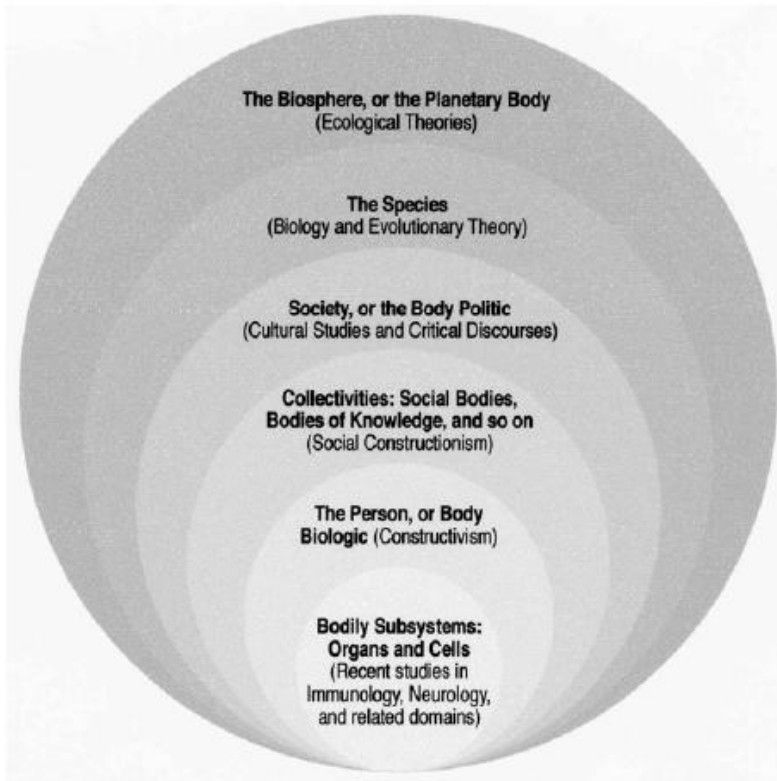 The Biosphere, or the Planetary Body
(Ecological Theories)
The Species
(Biology and Evolutionary Theory)
Society, or the Body Politic
(Cultural Studies and Critical Discourses)
Collectivities: Social Bodies,
Bodies of Knowledge, and so on
(Social Constructionism)
The Person, or Body
Biologic (Constructivism)
Bodily Subsystems:
Organs and Cells
(Recent studies in
Immunology, Neurology,
and related domains)